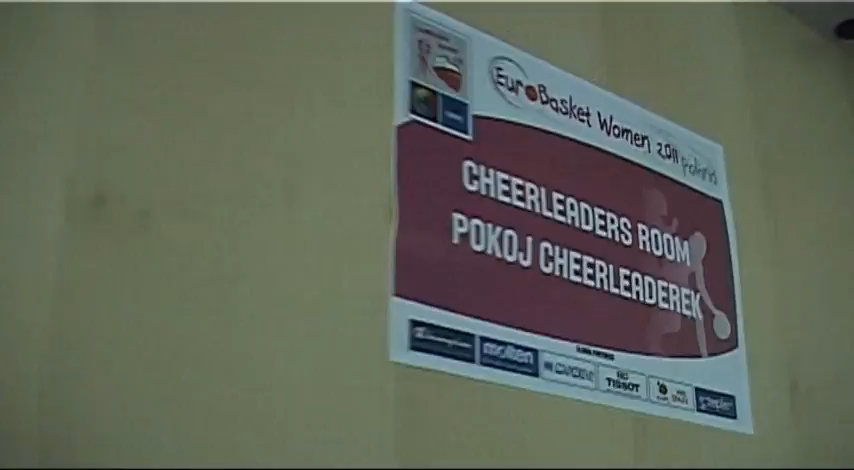 EuroBasket Women 2011 Poland
CHEERLEADERS ROOM
POKOJ CHEERLEADEREK
molten
TISSOT